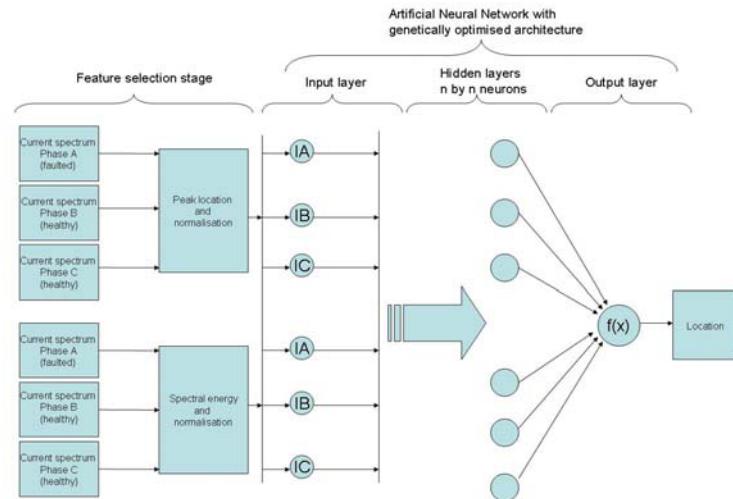 Artificial Neural Network with
genetically optimised architecture
Feature selection stage
Input layer
Hidden layers
n by n neurons
Output layer
Current spectrum
Phase A
(faulted)
Current spectrum
Phase B
(healthy)
Current spectrum
Phase C
(healthy)
Peak location
and
normalisation
IA
IB
IC
Current spectrum
Phase A
(faulted)
Current spectrum
Phase B
(healthy)
Current spectrum
Phase C
(healthy)
Spectral energy
and
normalisation
IA
IB
IC
f(x)
Location